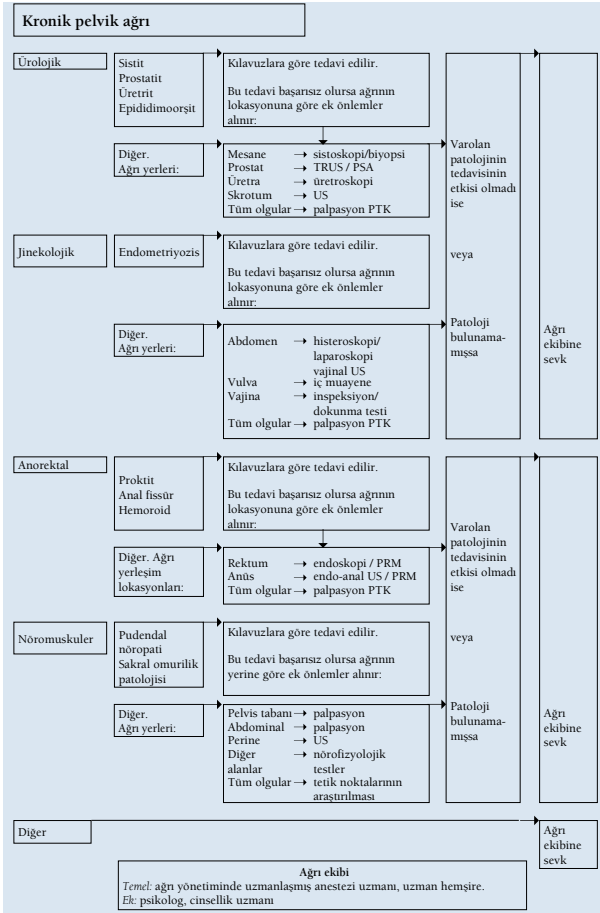 Kronik pelvik ağrı
Ürolojik
Sistit
Prostatit
Üretrit
Epididimoorşit
Kılavuzlara göre tedavi edilir.
Bu tedavi başarısız olursa ağrının
lokasyonuna göre ek önlemler
alınır:
Diğer.
Ağrı yerleri:
Mesane → sistoskopi/biyopsi
Prostat → TRUS / PSA
Üretra → üretroskopi
Skrotum → US
Tüm olgular → palpasyon PTK
Varolan
patolojinin
tedavisinin
etkisi olmadı
ise
veya
Patoloji
bulunama-
mışsa
Ağrı
ekibine
sevk
Jinekolojik
Endometriyozis
Kılavuzlara göre tedavi edilir.
Bu tedavi başarısız olursa ağrının
lokasyonuna göre ek önlemler
alınır:
Diğer.
Ağrı yerleri:
Abdomen → histeroskopi/
laparoskopi
vajinal US
Vulva → iç muayene
Vajina → inspeksiyon/
dokunma testi
Tüm olgular → palpasyon PTK
Anorektal
Proktit
Anal fissür
Hemoroid
Kılavuzlara göre tedavi edilir.
Bu tedavi başarısız olursa ağrının
lokasyonuna göre ek önlemler
alınır:
Diğer. Ağrı
yerleşim
lokasyonları:
Rektum → endoskopi / PRM
Anüs → endo-anal US / PRM
Tüm olgular → palpasyon PTK
Varolan
patolojinin
tedavisinin
etkisi olmadı
ise
veya
Patoloji
bulunama-
mışsa
Ağrı
ekibine
sevk
Nöromuskuler
Pudendal
nöropati
Sakral omurilik
patolojisi
Kılavuzlara göre tedavi edilir.
Bu tedavi başarısız olursa ağrının
yerine göre ek önlemler alınır:
Diğer.
Ağrı yerleri:
Pelvis tabanı → palpasyon
Abdominal → palpasyon
Perine → US
Diğer → nörofizyolojik
alanlar testler
Tüm olgular → tetik noktalarının
araştırılması
Diğer
Ağrı
ekibine
sevk
Ağrı ekibi
Temel: ağrı yönetiminde uzmanlaşmış anestezi uzmanı, uzman hemşire.
Ek: psikolog, cinsellik uzmanı